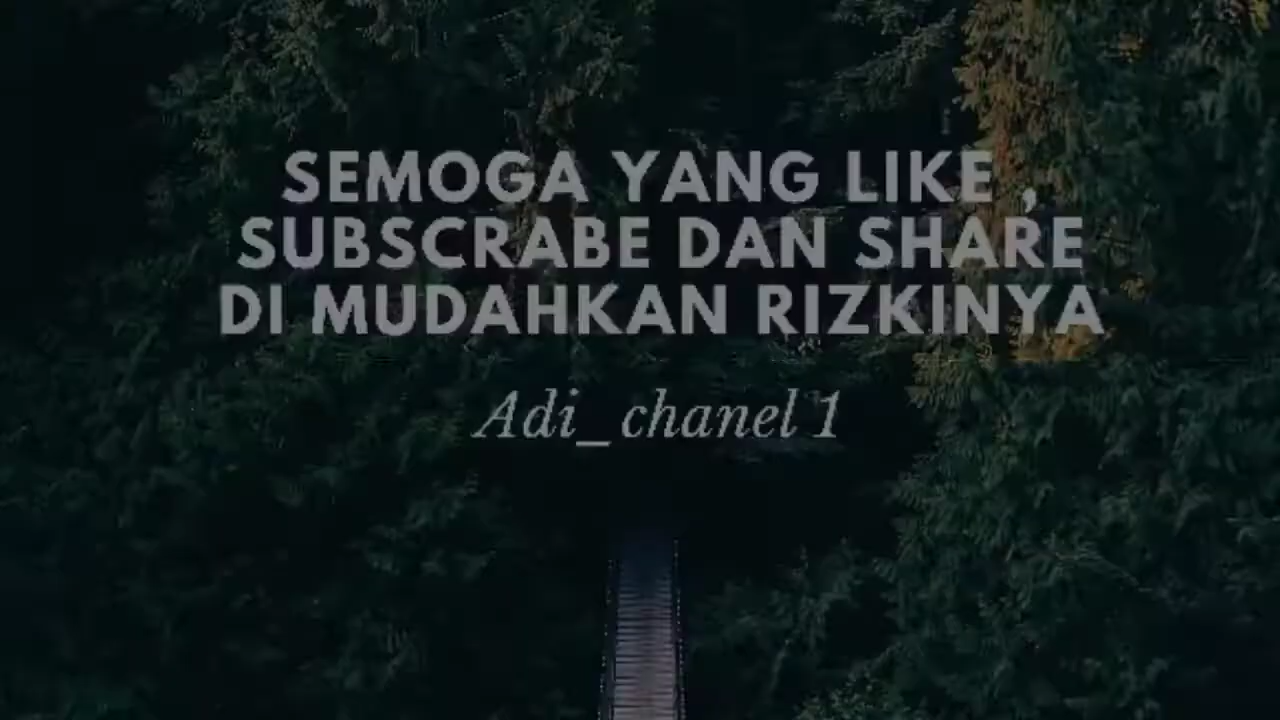 SEMOGA YANG LIKE ,
SUBSCRABE DAN SHARE
DI MUDAHKAN RIZKINYA
Adi_chanel 1